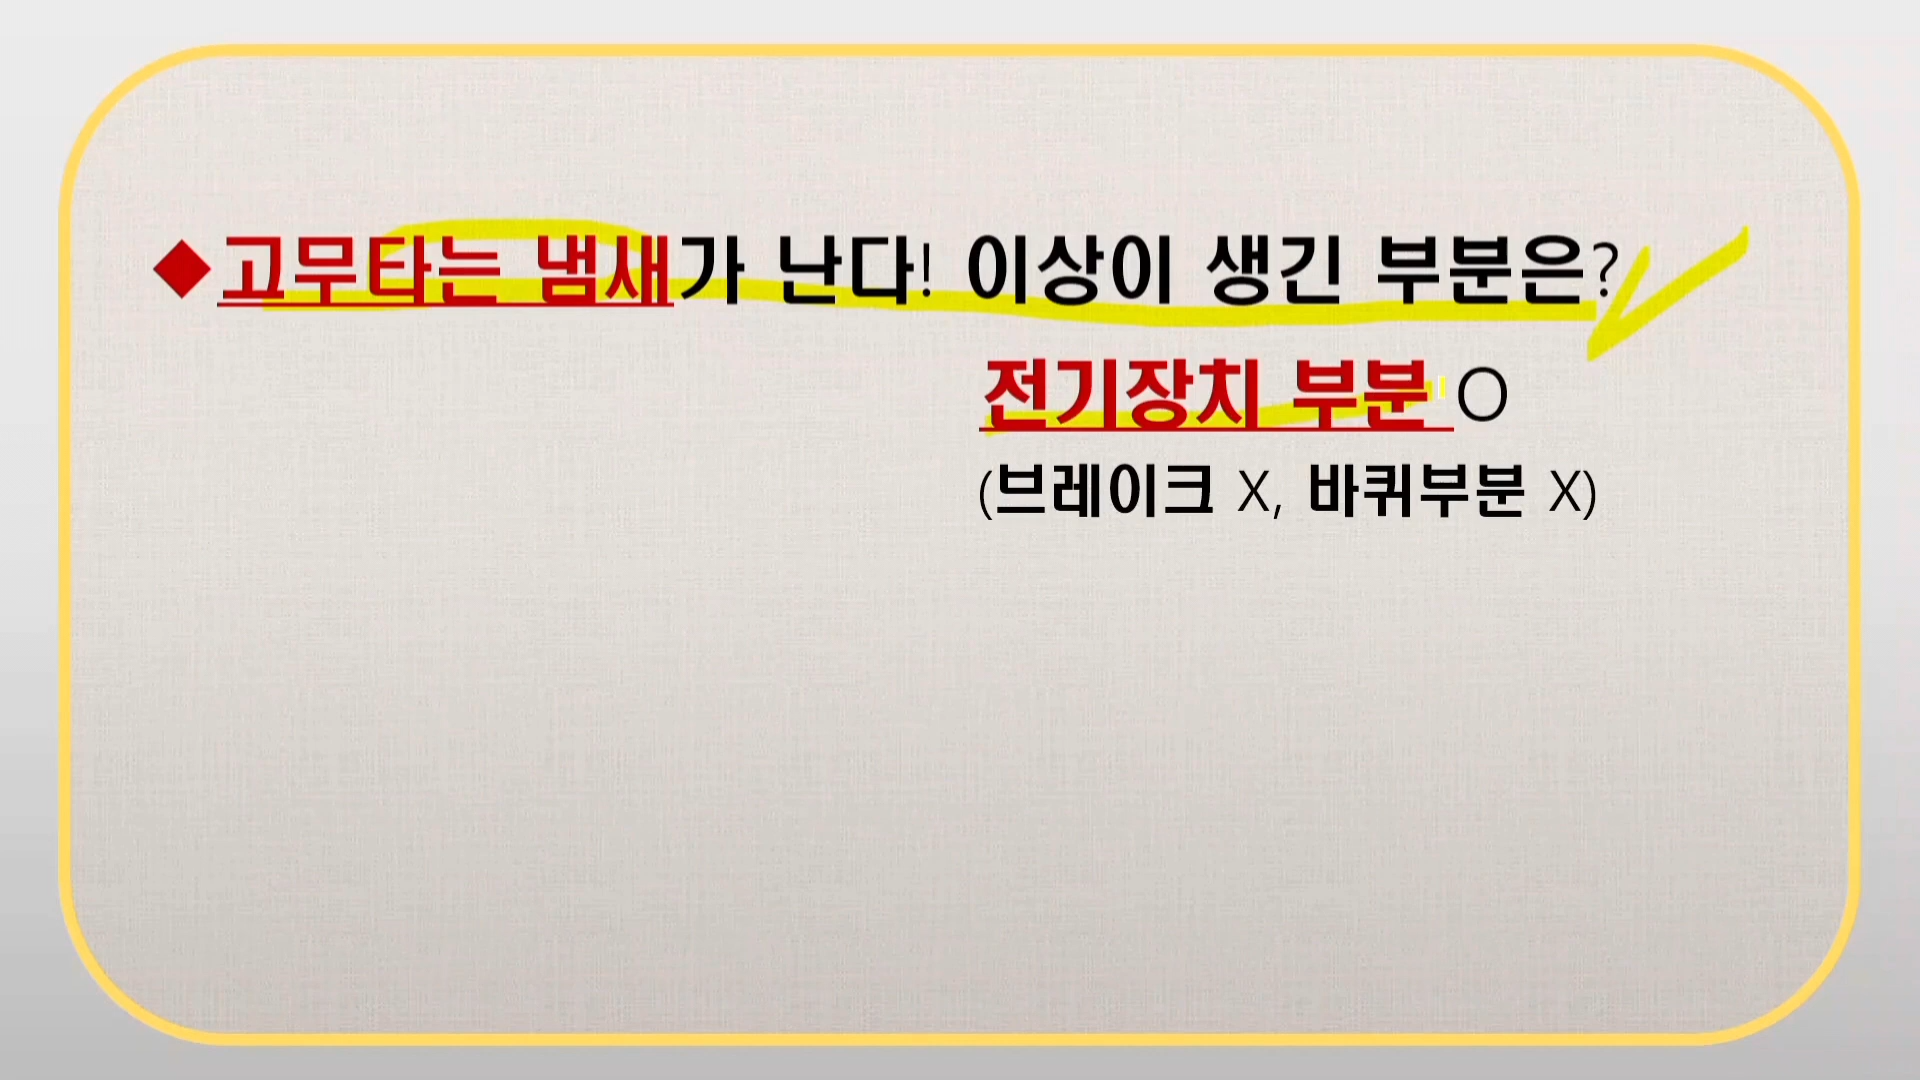 ◆고무타는 냄새가 난다! 이상이 생긴 부분은?
전기장치 부분 O
(브레이크 X, 바퀴부분 X)